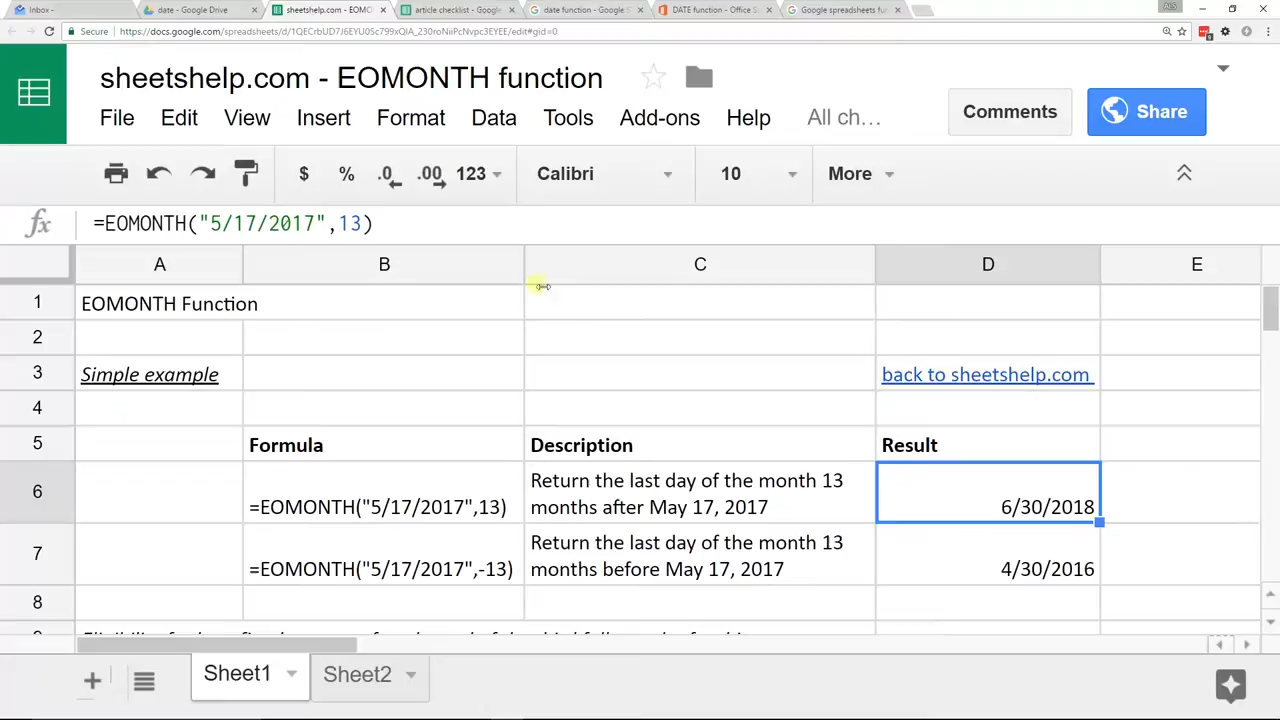 Inbox -
date - Google Drive
sheetshelp.com - EOMO
article checklist - Google
date function - Google S
DATE function - Office S
Google spreadsheets fun
Secure
https://docs.google.com/spreadsheets/d/1QECrbUD7J6EYU0Sc799xQIA_230roNiiPcNvpc3EYEE/edit#gid=0
sheetshelp.com - EOMONTH function
File Edit View Insert Format Data Tools Add-ons Help All ch…
Comments
Share
$ % .0 .00 123 Calibri 10 More
fx =EOMONTH("5/17/2017",13)
A B C D E
1 EOMONTH Function
2
3 Simple example back to sheetshelp.com
4
5 Formula Description Result
6 =EOMONTH("5/17/2017",13) Return the last day of the month 13
months after May 17, 2017 6/30/2018
7 =EOMONTH("5/17/2017",-13) Return the last day of the month 13
months before May 17, 2017 4/30/2016
8
Sheet1 Sheet2